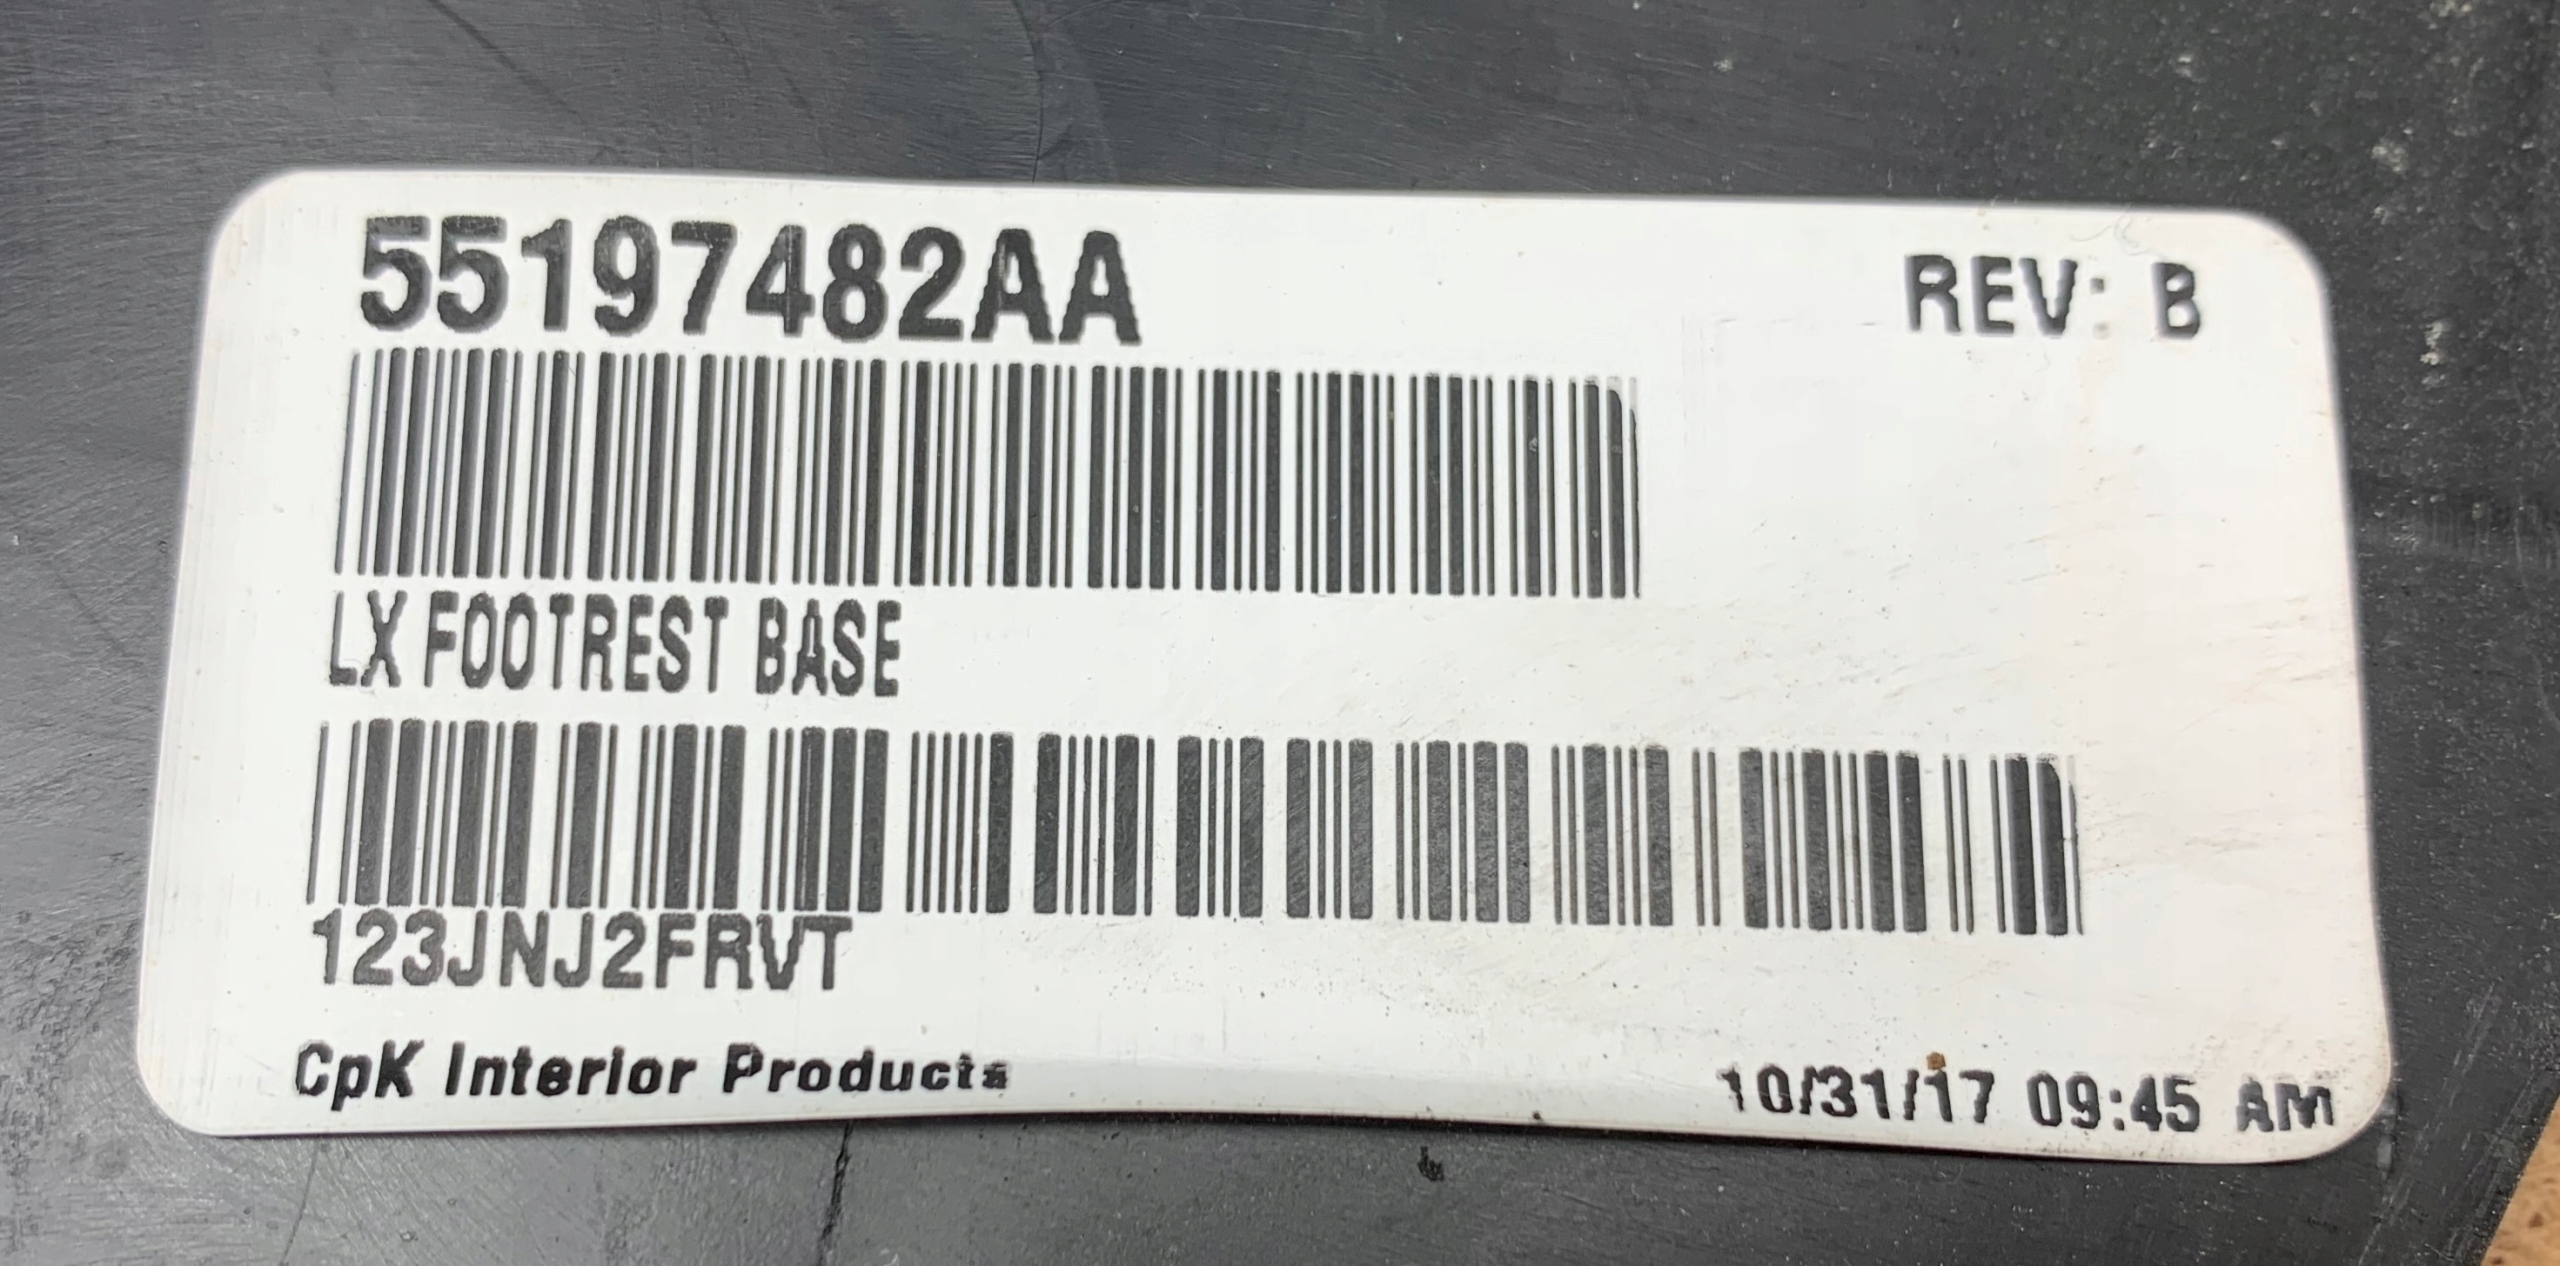 55197482AA
REV: B
LX FOOTREST BASE
123JNJ2FRVT
CpK Interior Products
10/31/17 09:45 AM